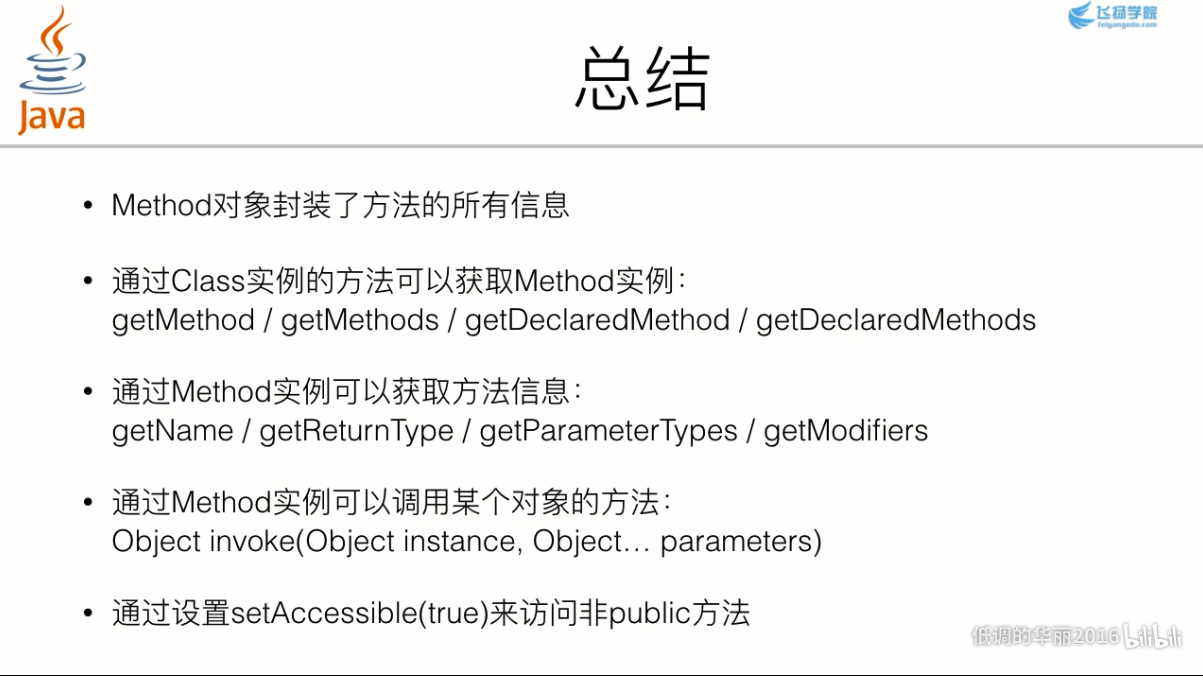 飞扬学院
feiyangedu.com
Java
总结
• Method对象封装了方法的所有信息
• 通过Class实例的方法可以获取Method实例：
getMethod / getMethods / getDeclaredMethod / getDeclaredMethods
• 通过Method实例可以获取方法信息：
getName / getReturnType / getParameterTypes / getModifiers
• 通过Method实例可以调用某个对象的方法：
Object invoke(Object instance, Object… parameters)
• 通过设置setAccessible(true)来访问非public方法
低调的华丽2016 bilibili